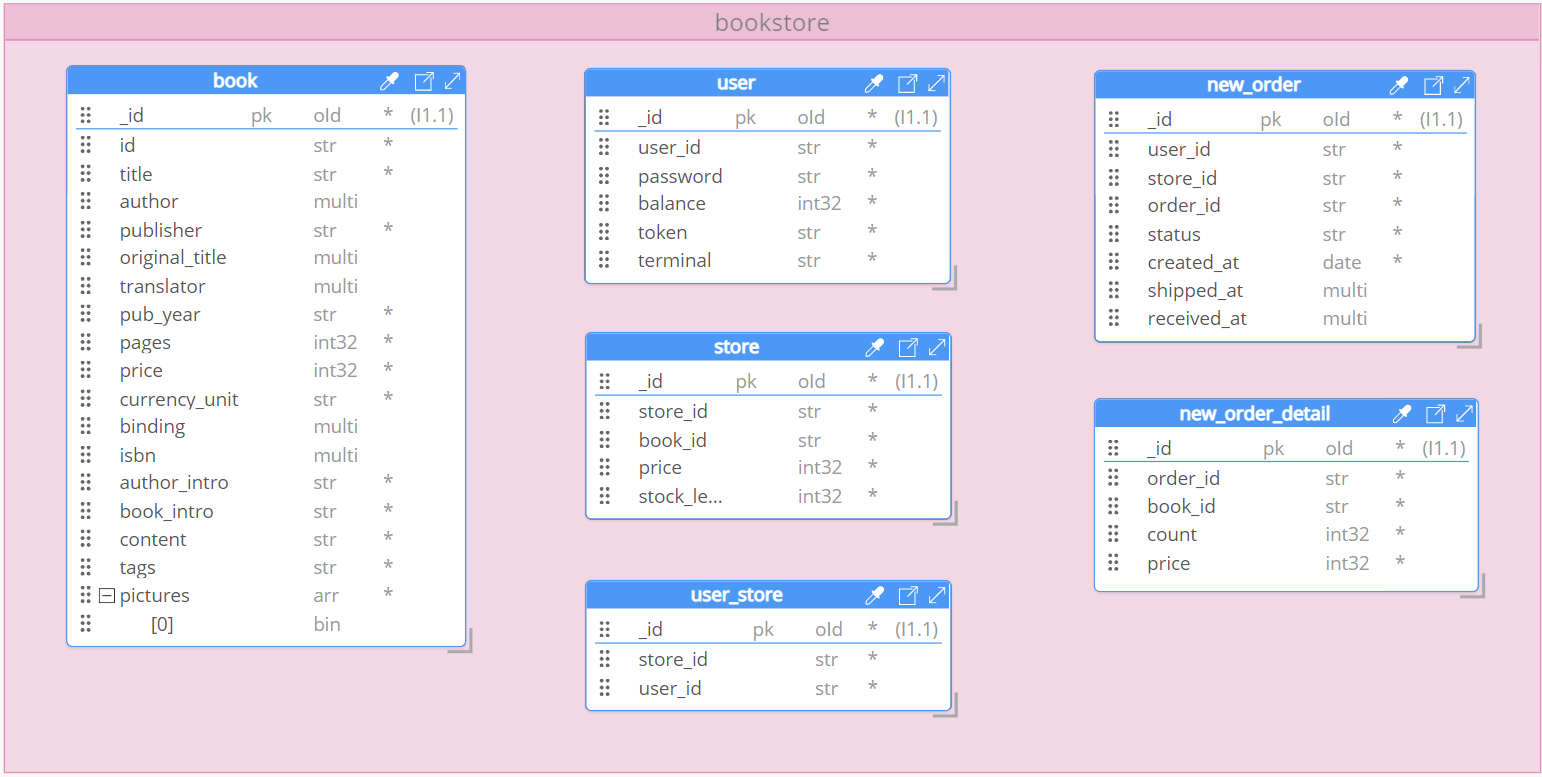 bookstore
book
_id pk oId * (I1.1)
id str *
title str *
author multi
publisher str *
original_title multi
translator multi
pub_year str *
pages int32 *
price int32 *
currency_unit str *
binding multi
isbn multi
author_intro str *
book_intro str *
content str *
tags str *
pictures arr *
[0] bin
user
_id pk oId * (I1.1)
user_id str *
password str *
balance int32 *
token str *
terminal str *
store
_id pk oId * (I1.1)
store_id str *
book_id str *
price int32 *
stock_le... int32 *
user_store
_id pk oId * (I1.1)
store_id str *
user_id str *
new_order
_id pk oId * (I1.1)
user_id str *
store_id str *
order_id str *
status str *
created_at date *
shipped_at multi
received_at multi
new_order_detail
_id pk oId * (I1.1)
order_id str *
book_id str *
count int32 *
price int32 *